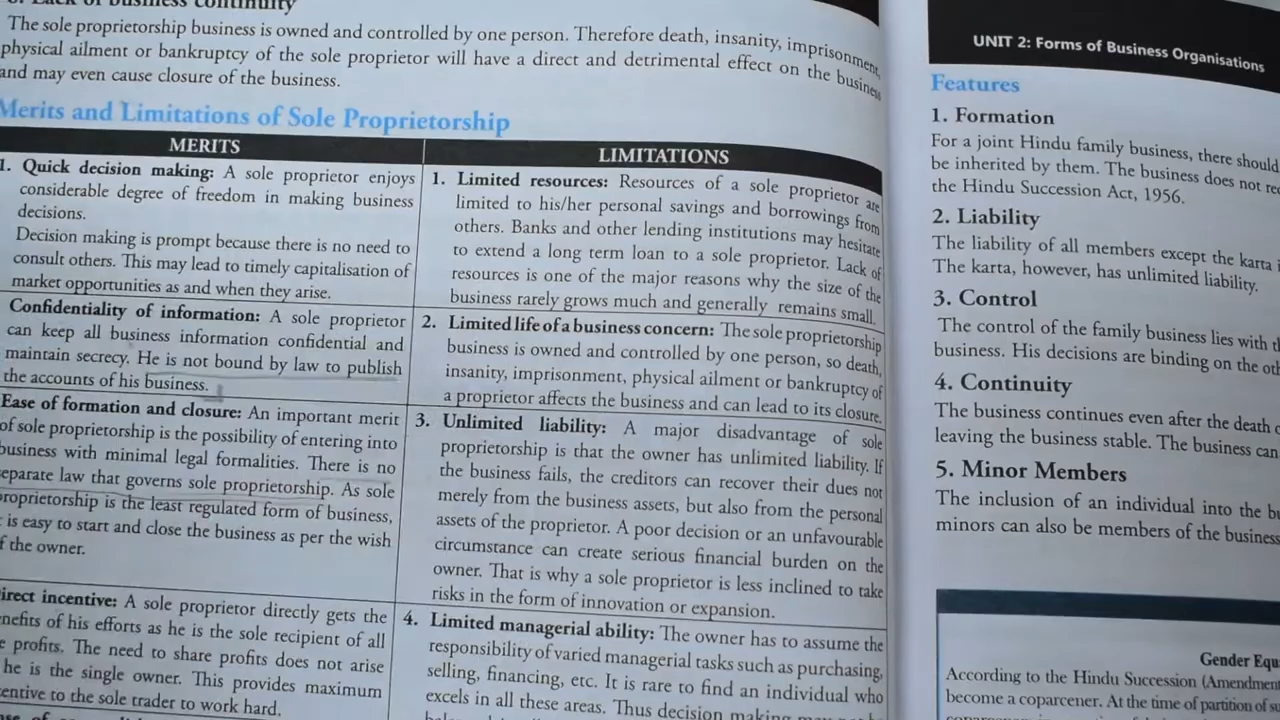 8. Lack of business continuity
The sole proprietorship business is owned and controlled by one person. Therefore death, insanity, imprisonment,
physical ailment or bankruptcy of the sole proprietor will have a direct and detrimental effect on the business
and may even cause closure of the business.
Merits and Limitations of Sole Proprietorship
MERITS
1. Quick decision making: A sole proprietor enjoys
considerable degree of freedom in making business
decisions.
Decision making is prompt because there is no need to
consult others. This may lead to timely capitalisation of
market opportunities as and when they arise.
Confidentiality of information: A sole proprietor
can keep all business information confidential and
maintain secrecy. He is not bound by law to publish
the accounts of his business.
Ease of formation and closure: An important merit
of sole proprietorship is the possibility of entering into
business with minimal legal formalities. There is no
separate law that governs sole proprietorship. As sole
proprietorship is the least regulated form of business,
is easy to start and close the business as per the wish
of the owner.
Direct incentive: A sole proprietor directly gets the
benefits of his efforts as he is the sole recipient of all
profits. The need to share profits does not arise
he is the single owner. This provides maximum
incentive to the sole trader to work hard.
LIMITATIONS
1. Limited resources: Resources of a sole proprietor are
limited to his/her personal savings and borrowings from
others. Banks and other lending institutions may hesitate
to extend a long term loan to a sole proprietor. Lack of
resources is one of the major reasons why the size of the
business rarely grows much and generally remains small.
2. Limited life of a business concern: The sole proprietorship
business is owned and controlled by one person, so death,
insanity, imprisonment, physical ailment or bankruptcy of
a proprietor affects the business and can lead to its closure.
3. Unlimited liability: A major disadvantage of sole
proprietorship is that the owner has unlimited liability. If
the business fails, the creditors can recover their dues not
merely from the business assets, but also from the personal
assets of the proprietor. A poor decision or an unfavourable
circumstance can create serious financial burden on the
owner. That is why a sole proprietor is less inclined to take
risks in the form of innovation or expansion.
4. Limited managerial ability: The owner has to assume the
responsibility of varied managerial tasks such as purchasing,
selling, financing, etc. It is rare to find an individual who
excels in all these areas. Thus decision making may not be
UNIT 2: Forms of Business Organisations
Features
1. Formation
For a joint Hindu family business, there should
be inherited by them. The business does not
the Hindu Succession Act, 1956.
2. Liability
The liability of all members except the karta
The karta, however, has unlimited liability.
3. Control
The control of the family business lies with
business. His decisions are binding on the
4. Continuity
The business continues even after the death
leaving the business stable. The business can
5. Minor Members
The inclusion of an individual into the
minors can also be members of the business
Gender
According to the Hindu Succession (Amendment
become a coparcener. At the time of partition of